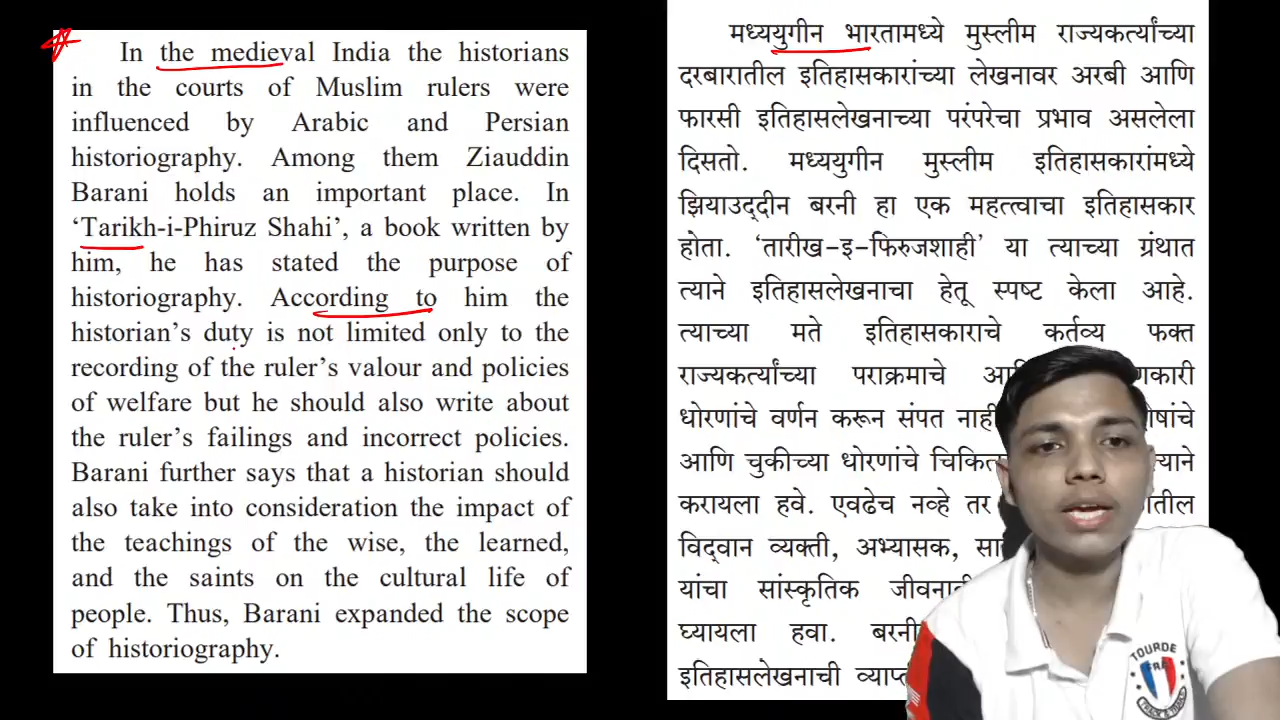 In the medieval India the historians
in the courts of Muslim rulers were
influenced by Arabic and Persian
historiography. Among them Ziauddin
Barani holds an important place. In
‘Tarikh-i-Phiruz Shahi’, a book written by
him, he has stated the purpose of
historiography. According to him the
historian’s duty is not limited only to the
recording of the ruler’s valour and policies
of welfare but he should also write about
the ruler’s failings and incorrect policies.
Barani further says that a historian should
also take into consideration the impact of
the teachings of the wise, the learned,
and the saints on the cultural life of
people. Thus, Barani expanded the scope
of historiography.
मध्ययुगीन भारतामध्ये मुस्लीम राज्यकर्त्यांच्या
दरबारातील इतिहासकारांच्या लेखनावर अरबी आणि
फारसी इतिहासलेखनाच्या परंपरेचा प्रभाव असलेला
दिसतो. मध्ययुगीन मुस्लीम इतिहासकारांमध्ये
झियाउद्‌दीन बरनी हा एक महत्त्वाचा इतिहासकार
होता. ‘तारीख-इ-फिरुजशाही’ या त्याच्या ग्रंथात
त्याने इतिहासलेखनाचा हेतू स्पष्ट केला आहे.
त्याच्या मते इतिहासकाराचे कर्तव्य फक्त
राज्यकर्त्यांच्या पराक्रमाचे
धोरणांचे वर्णन करून संपत
आणि चुकीच्या धोरणांचे
करायला हवे. एवढेच नव्हे तर
विद्‌वान व्यक्ती, अभ्यासक,
यांचा सांस्कृतिक
घ्यायला हवा.
इतिहासलेखनाची
TOURDE